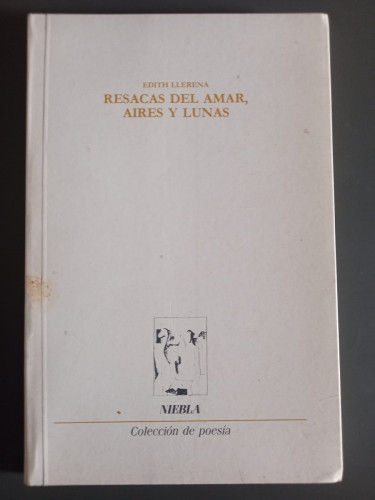 EDITH LLERENA
RESACAS DEL AMAR,
AIRES Y LUNAS
NIEBLA
Colección de poesía